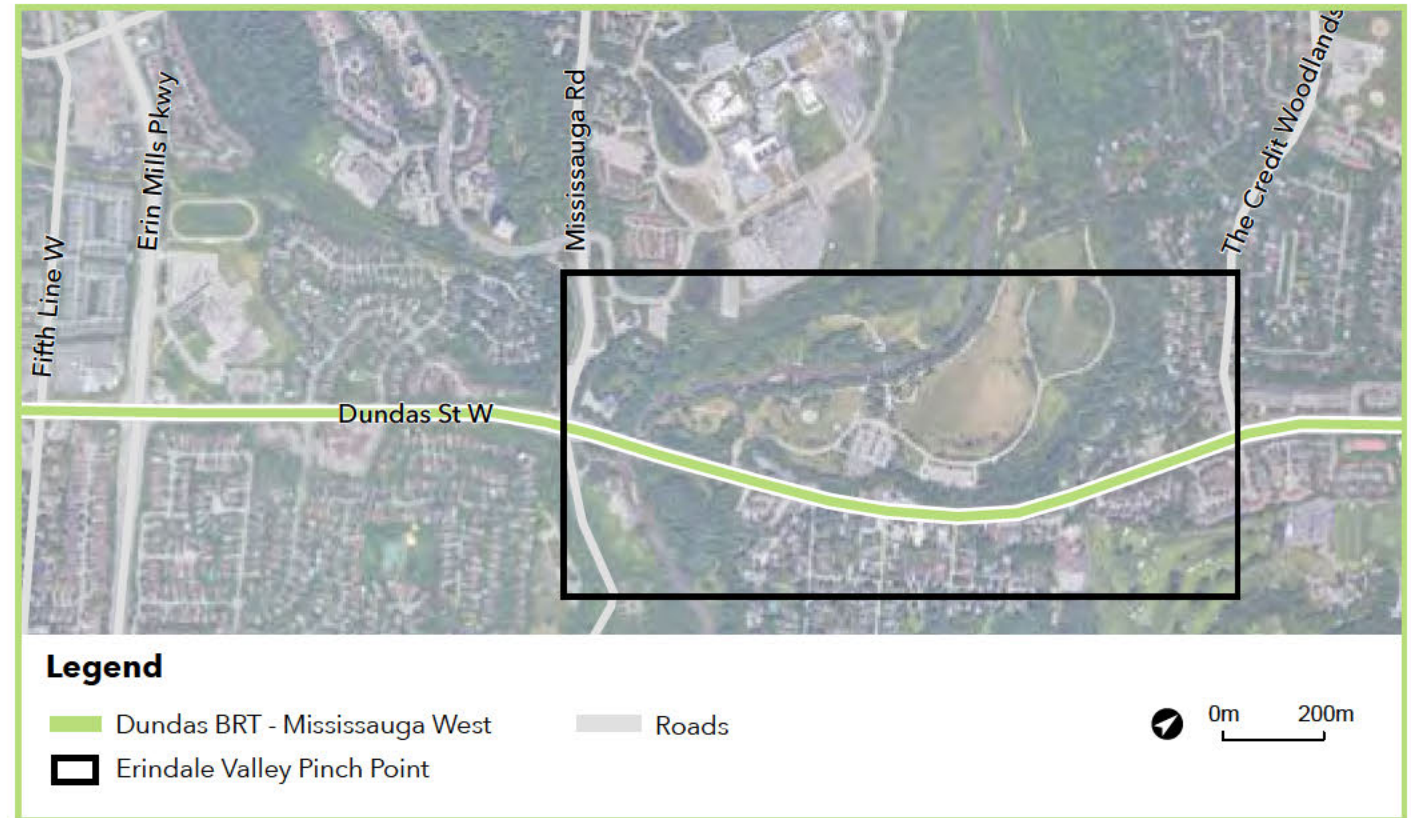 Fifth Line W
Erin Mills Pkwy
Mississauga Rd
The Credit Woodlands
Dundas St W
Legend
Dundas BRT - Mississauga West
Roads
0m 200m
Erindale Valley Pinch Point